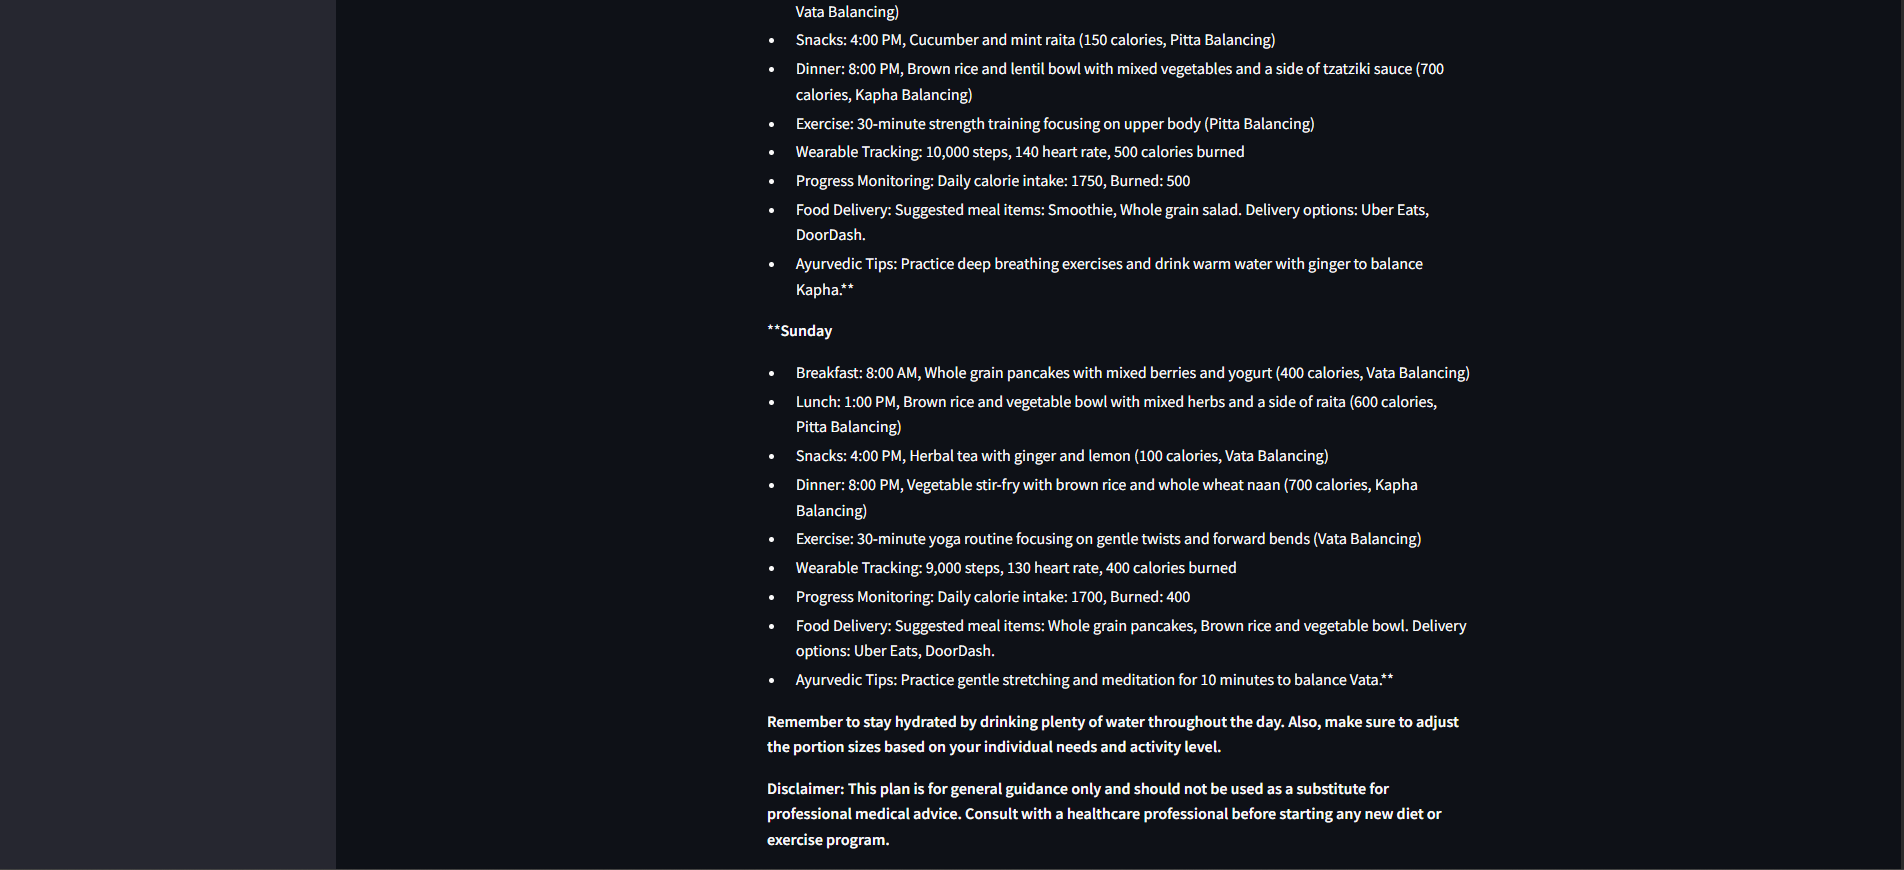 Vata Balancing)
• Snacks: 4:00 PM, Cucumber and mint raita (150 calories, Pitta Balancing)
• Dinner: 8:00 PM, Brown rice and lentil bowl with mixed vegetables and a side of tzatziki sauce (700
calories, Kapha Balancing)
• Exercise: 30-minute strength training focusing on upper body (Pitta Balancing)
• Wearable Tracking: 10,000 steps, 140 heart rate, 500 calories burned
• Progress Monitoring: Daily calorie intake: 1750, Burned: 500
• Food Delivery: Suggested meal items: Smoothie, Whole grain salad. Delivery options: Uber Eats,
DoorDash.
• Ayurvedic Tips: Practice deep breathing exercises and drink warm water with ginger to balance
Kapha.**
**Sunday
• Breakfast: 8:00 AM, Whole grain pancakes with mixed berries and yogurt (400 calories, Vata Balancing)
• Lunch: 1:00 PM, Brown rice and vegetable bowl with mixed herbs and a side of raita (600 calories,
Pitta Balancing)
• Snacks: 4:00 PM, Herbal tea with ginger and lemon (100 calories, Vata Balancing)
• Dinner: 8:00 PM, Vegetable stir-fry with brown rice and whole wheat naan (700 calories, Kapha
Balancing)
• Exercise: 30-minute yoga routine focusing on gentle twists and forward bends (Vata Balancing)
• Wearable Tracking: 9,000 steps, 130 heart rate, 400 calories burned
• Progress Monitoring: Daily calorie intake: 1700, Burned: 400
• Food Delivery: Suggested meal items: Whole grain pancakes, Brown rice and vegetable bowl. Delivery
options: Uber Eats, DoorDash.
• Ayurvedic Tips: Practice gentle stretching and meditation for 10 minutes to balance Vata.**
Remember to stay hydrated by drinking plenty of water throughout the day. Also, make sure to adjust
the portion sizes based on your individual needs and activity level.
Disclaimer: This plan is for general guidance only and should not be used as a substitute for
professional medical advice. Consult with a healthcare professional before starting any new diet or
exercise program.